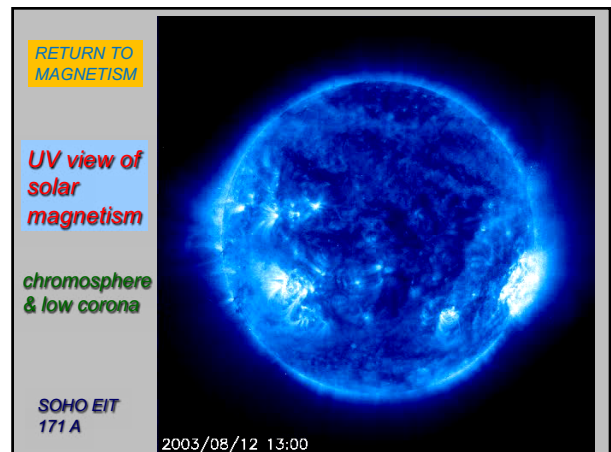 RETURN TO
MAGNETISM
UV view of
solar
magnetism
chromosphere
& low corona
SOHO EIT
171 A
2003/08/12 13:00